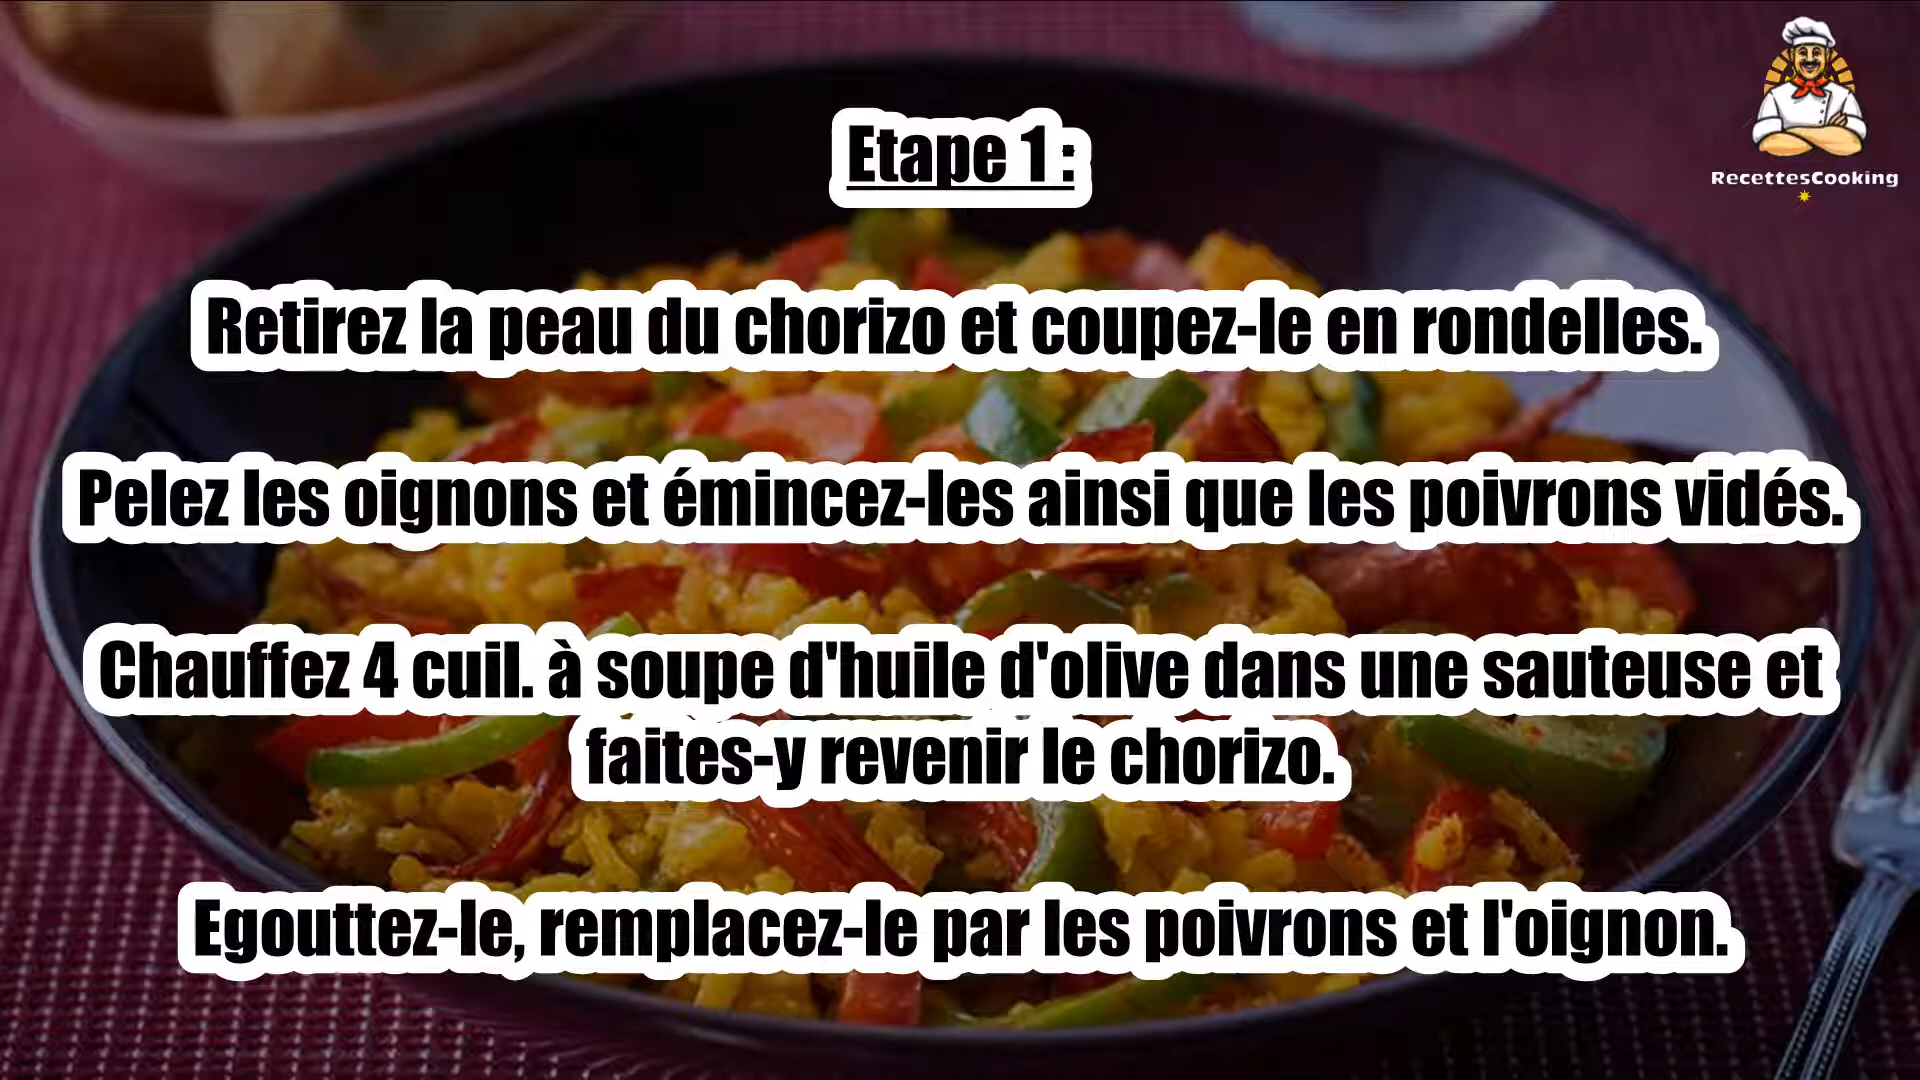 RecettesCooking
Etape 1 :
Retirez la peau du chorizo et coupez-le en rondelles.
Pelez les oignons et émincez-les ainsi que les poivrons vidés.
Chauffez 4 cuil. à soupe d'huile d'olive dans une sauteuse et
faites-y revenir le chorizo.
Egouttez-le, remplacez-le par les poivrons et l'oignon.